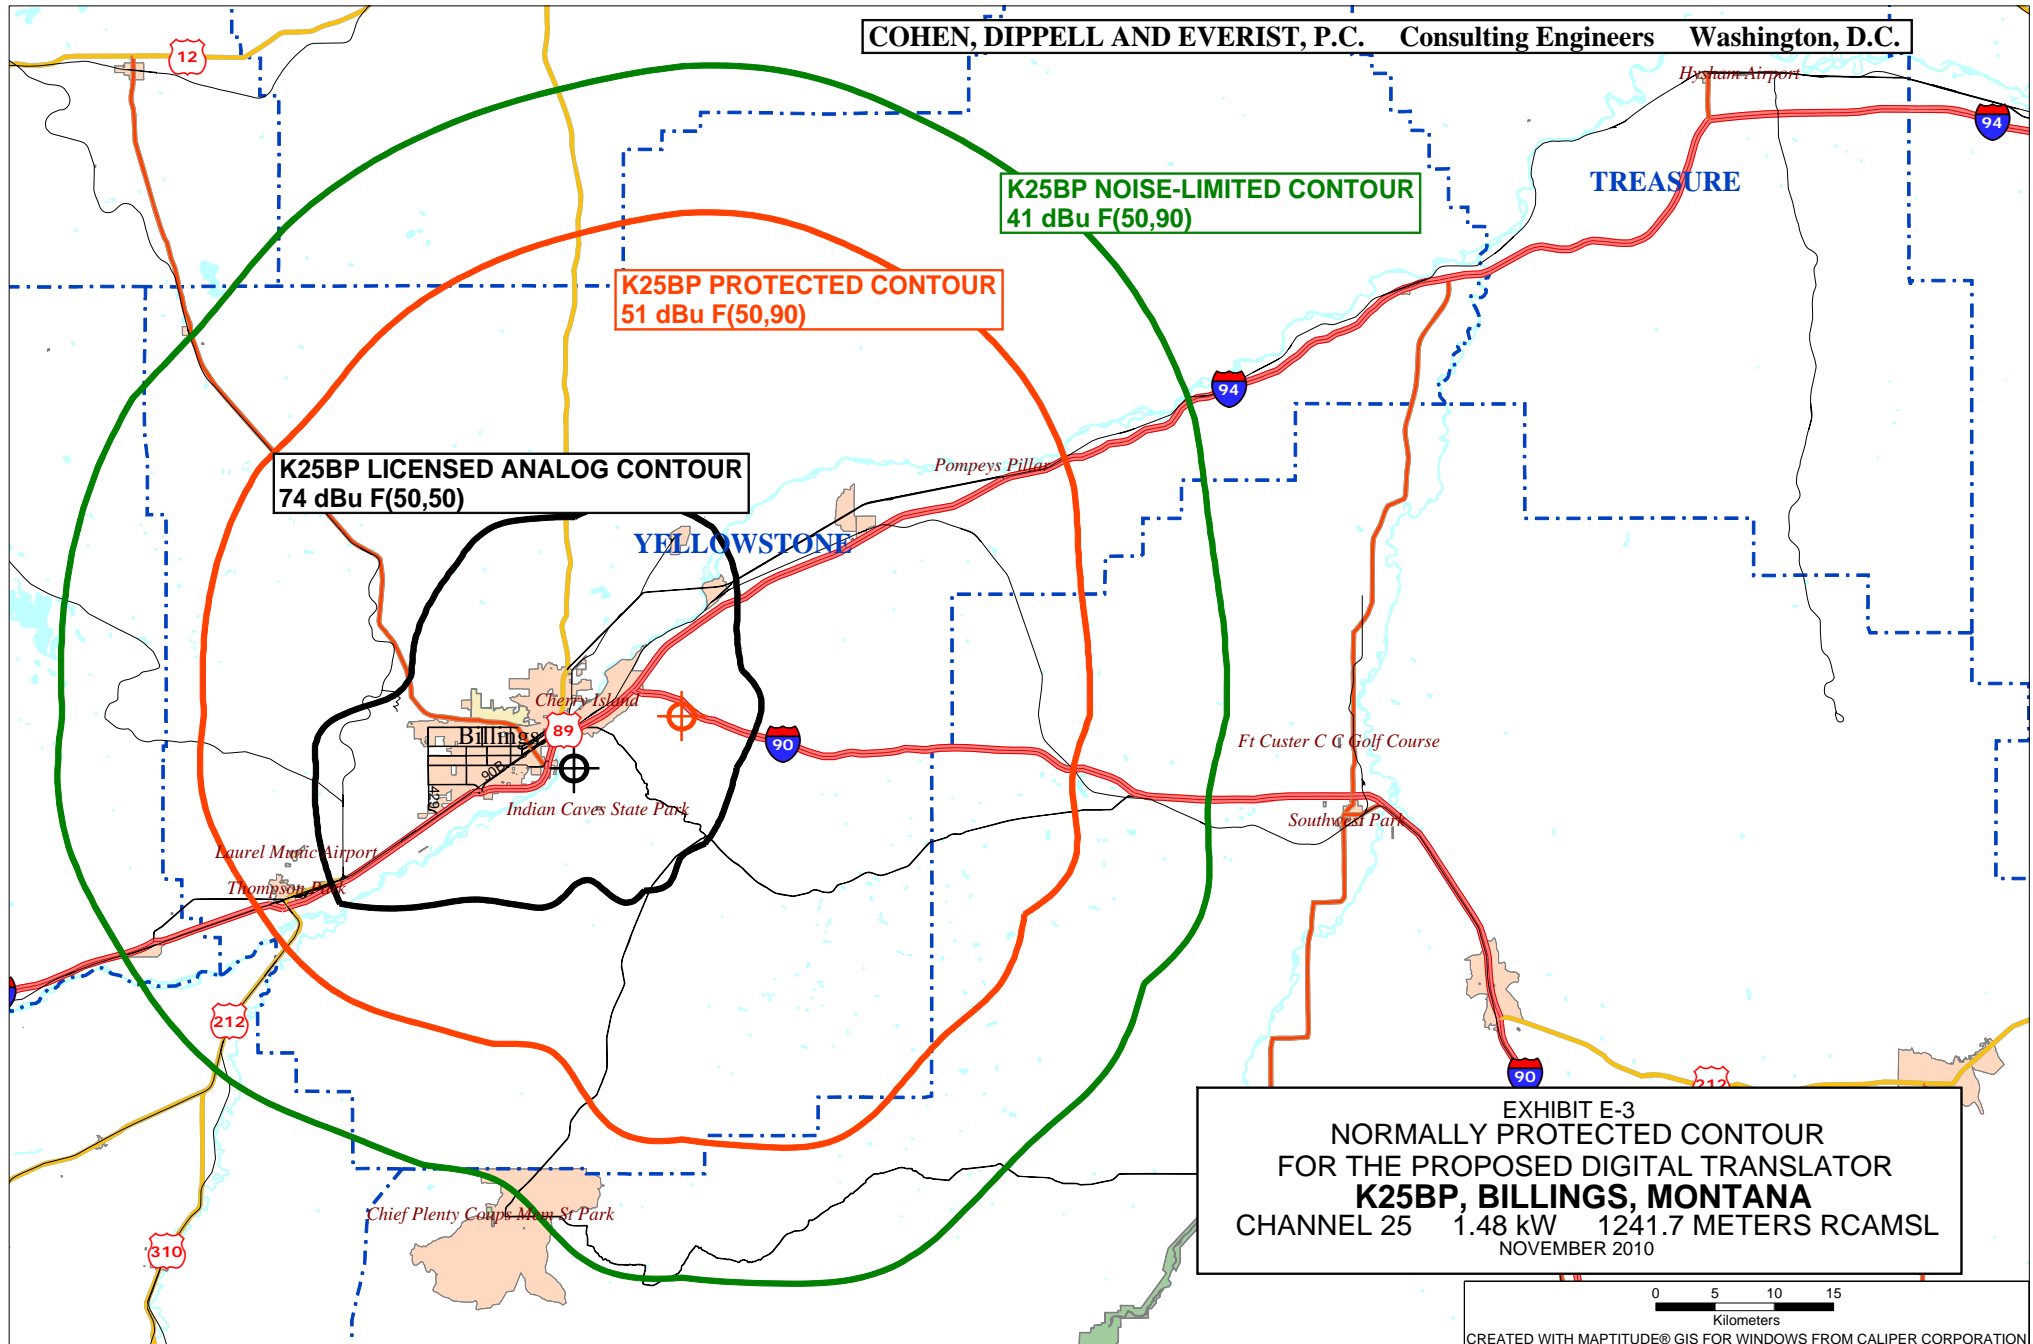 COHEN, DIPPELL AND EVERIST, P.C. Consulting Engineers Washington, D.C.
12
Hysham Airport
94
K25BP NOISE-LIMITED CONTOUR
41 dBu F(50,90)
TREASURE
K25BP PROTECTED CONTOUR
51 dBu F(50,90)
94
K25BP LICENSED ANALOG CONTOUR
74 dBu F(50,50)
Pompeys Pillar
YELLOWSTONE
Cherry Island
89
Billings
90
90B
Ft Custer C C Golf Course
Indian Caves State Park
Southwest Park
Laurel Munic Airport
Thompson Park
212
90
212
Chief Plenty Coups Mem St Park
310
EXHIBIT E-3
NORMALLY PROTECTED CONTOUR
FOR THE PROPOSED DIGITAL TRANSLATOR
K25BP, BILLINGS, MONTANA
CHANNEL 25 1.48 kW 1241.7 METERS RCAMSL
NOVEMBER 2010
0 5 10 15
Kilometers
CREATED WITH MAPTITUDE® GIS FOR WINDOWS FROM CALIPER CORPORATION